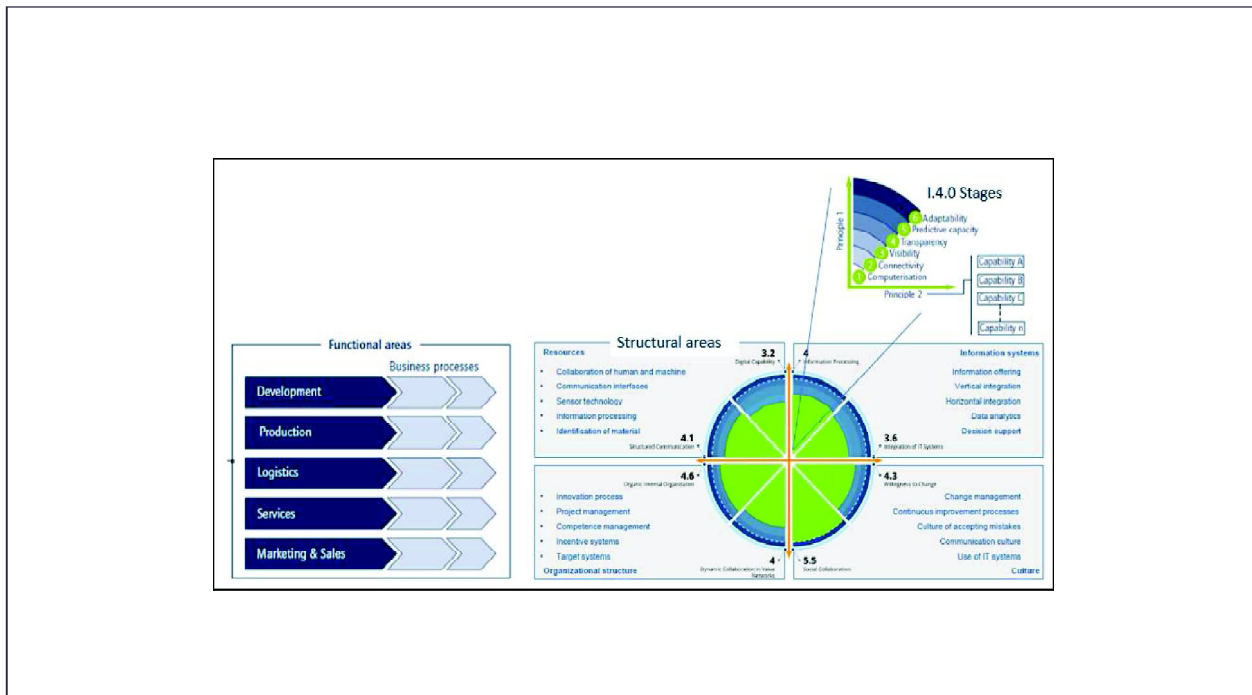 I.4.0 Stages
Principle 1
6 Adaptability
5 Predictive capacity
4 Transparency
3 Visibility
2 Connectivity
1 Computerisation
Principle 2
Capability A
Capability B
Capability C
Capability n
Functional areas
Business processes
Development
Production
Logistics
Services
Marketing & Sales
Structural areas
Resources
3.2
Digital Capability
• Collaboration of human and machine
• Communication interfaces
• Sensor technology
• Information processing
• Identification of material
4.1
Structured Communication
4
Information Processing
Information systems
Information offering
Vertical integration
Horizontal integration
Data analytics
Decision support
3.6
Integration of IT Systems
4.6
Organic Internal Organization
• Innovation process
• Project management
• Competence management
• Incentive systems
• Target systems
Organizational structure
4
Dynamic Collaboration in Value
Networks
4.3
Willingness to Change
Change management
Continuous improvement processes
Culture of accepting mistakes
Communication culture
Use of IT systems
5.5
Social Collaboration
Culture